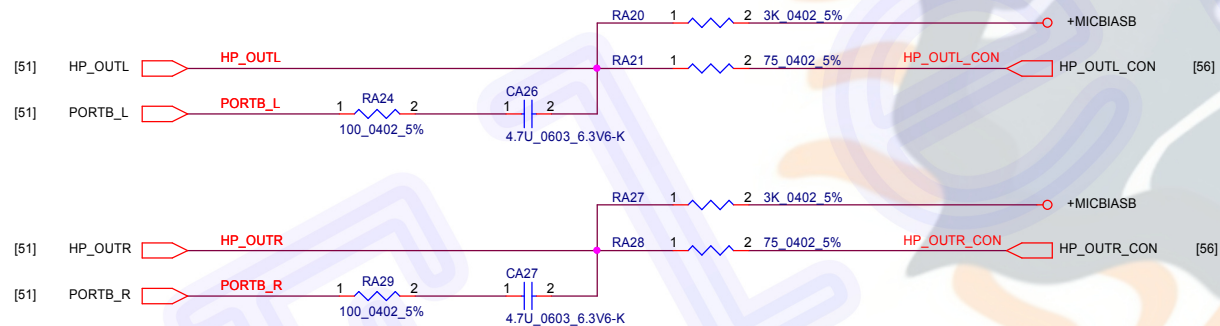 RA20 1 2 3K_0402_5% +MICBIASB
[51] HP_OUTL HP_OUTL RA21 1 2 75_0402_5% HP_OUTL_CON HP_OUTL_CON [56]
[51] PORTB_L PORTB_L 1 RA24 2 1 CA26 2
100_0402_5% 4.7U_0603_6.3V6-K
RA27 1 2 3K_0402_5% +MICBIASB
[51] HP_OUTR HP_OUTR RA28 1 2 75_0402_5% HP_OUTR_CON HP_OUTR_CON [56]
[51] PORTB_R PORTB_R 1 RA29 2 1 CA27 2
100_0402_5% 4.7U_0603_6.3V6-K